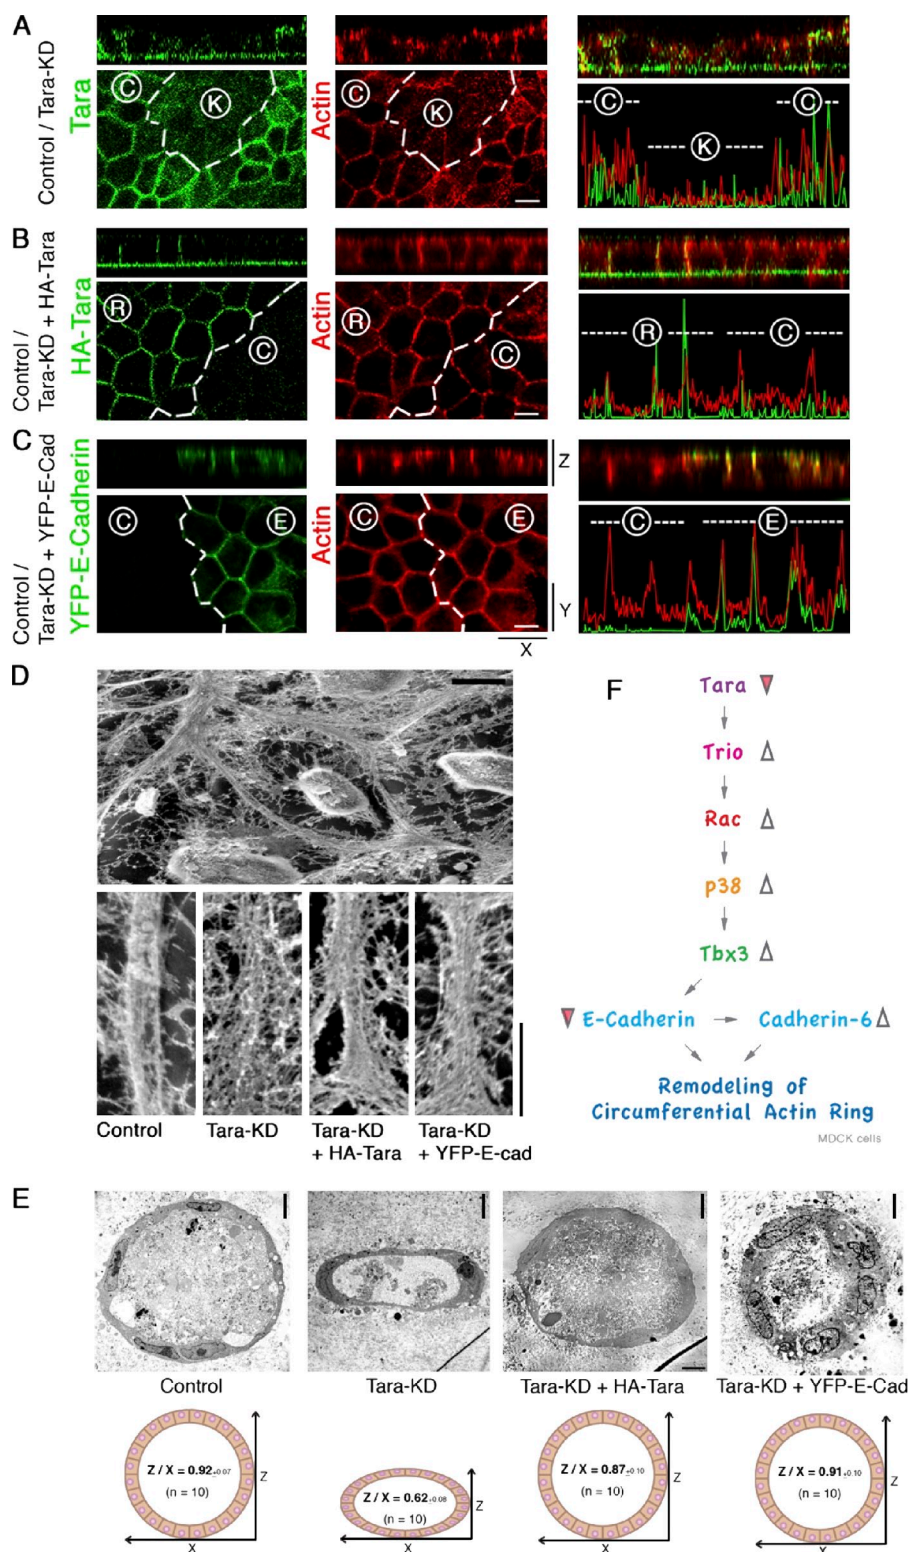 A
Control / Tara-KD
Tara
C
K
Actin
C
K
C
K
C
B
Control /
Tara-KD + HA-Tara
HA-Tara
R
C
Actin
R
C
R
C
C
Control /
Tara-KD + YFP-E-Cad
YFP-E-Cadherin
C
E
Actin
C
E
Z
Y
X
C
E
D
Control
Tara-KD
Tara-KD
+ HA-Tara
Tara-KD
+ YFP-E-cad
F
Tara
Trio
Rac
p38
Tbx3
E-Cadherin
Cadherin-6
Remodeling of
Circumferential Actin Ring
MDCK cells
E
Control
Tara-KD
Tara-KD + HA-Tara
Tara-KD + YFP-E-Cad
Z / X = 0.92±0.07
(n = 10)
Z
X
Z / X = 0.62±0.08
(n = 10)
Z
X
Z / X = 0.87±0.10
(n = 10)
Z
X
Z / X = 0.91±0.10
(n = 10)
Z
X